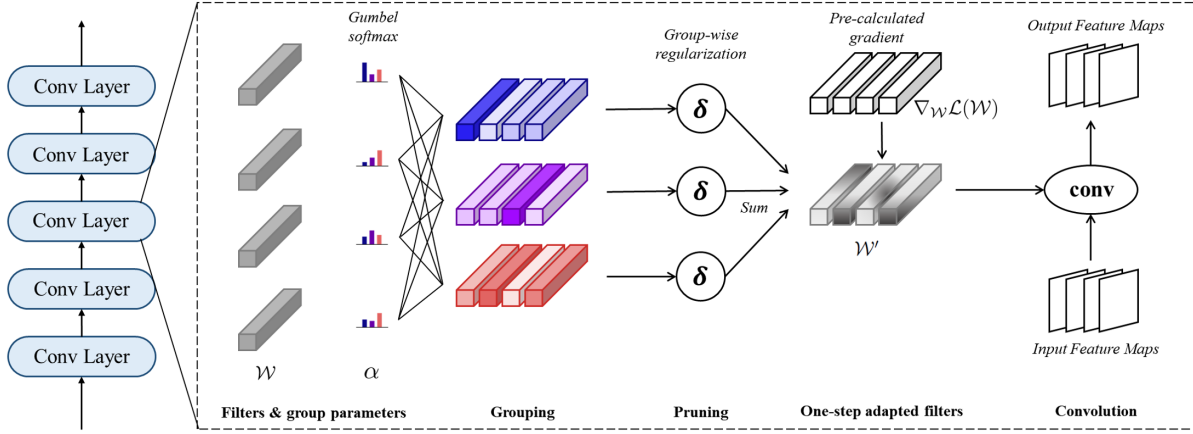 Conv Layer
Conv Layer
Conv Layer
Conv Layer
Conv Layer
Gumbel
softmax
𝒲
α
Filters & group parameters
Grouping
Group-wise
regularization
δ
δ
δ
Sum
Pruning
Pre-calculated
gradient
∇𝒲ℒ(𝒲)
𝒲′
One-step adapted filters
Output Feature Maps
conv
Input Feature Maps
Convolution